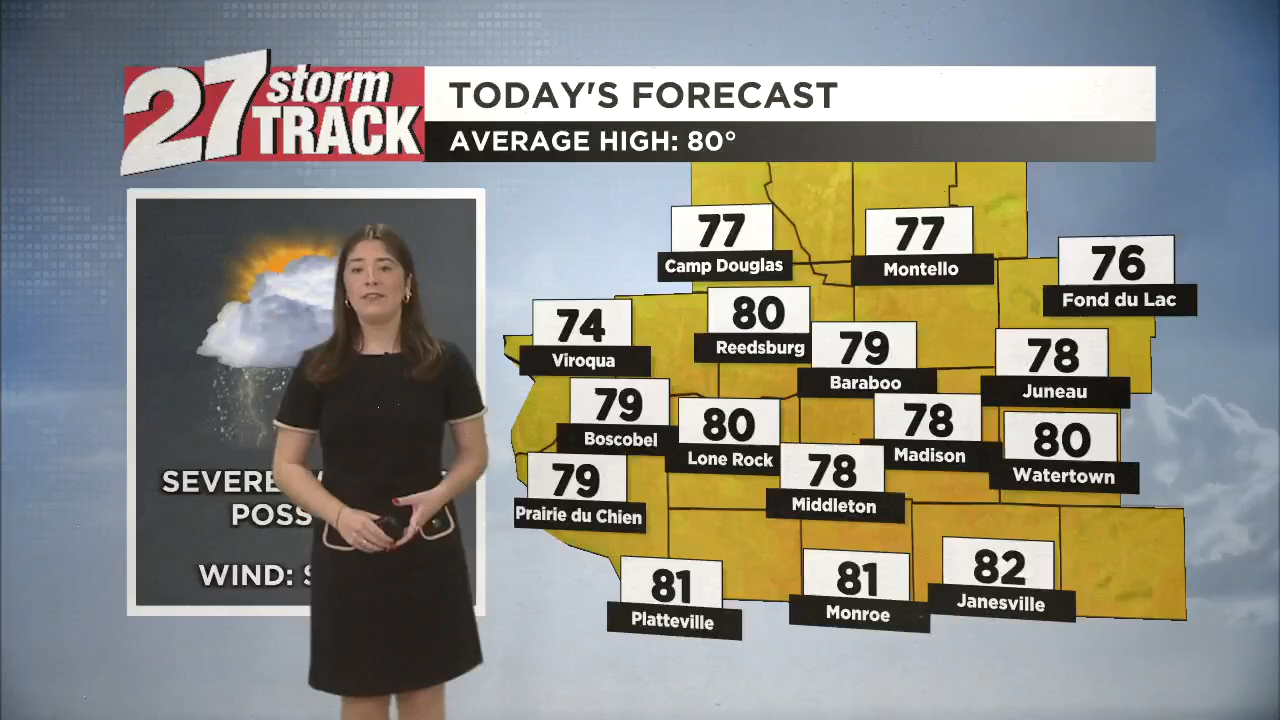 27 storm
TRACK
TODAY'S FORECAST
AVERAGE HIGH: 80°
77
Camp Douglas
77
Montello
76
Fond du Lac
74
Viroqua
80
Reedsburg
79
Baraboo
78
Juneau
79
Boscobel
80
Lone Rock
78
Madison
80
Watertown
79
Prairie du Chien
78
Middleton
81
Platteville
81
Monroe
82
Janesville
SEVERE
WIND: